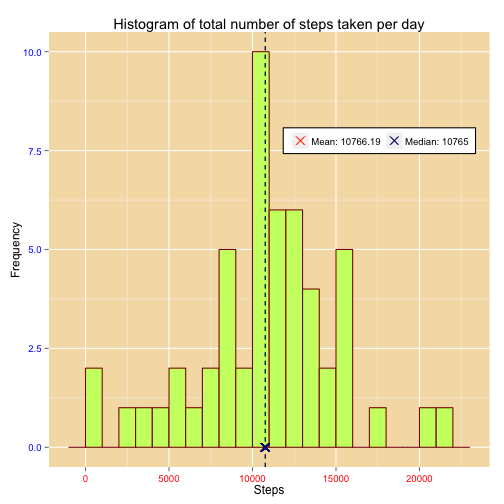 Histogram of total number of steps taken per day
10.0
7.5
5.0
2.5
0.0
Frequency
Mean: 10766.19 Median: 10765
0 5000 10000 15000 20000
Steps